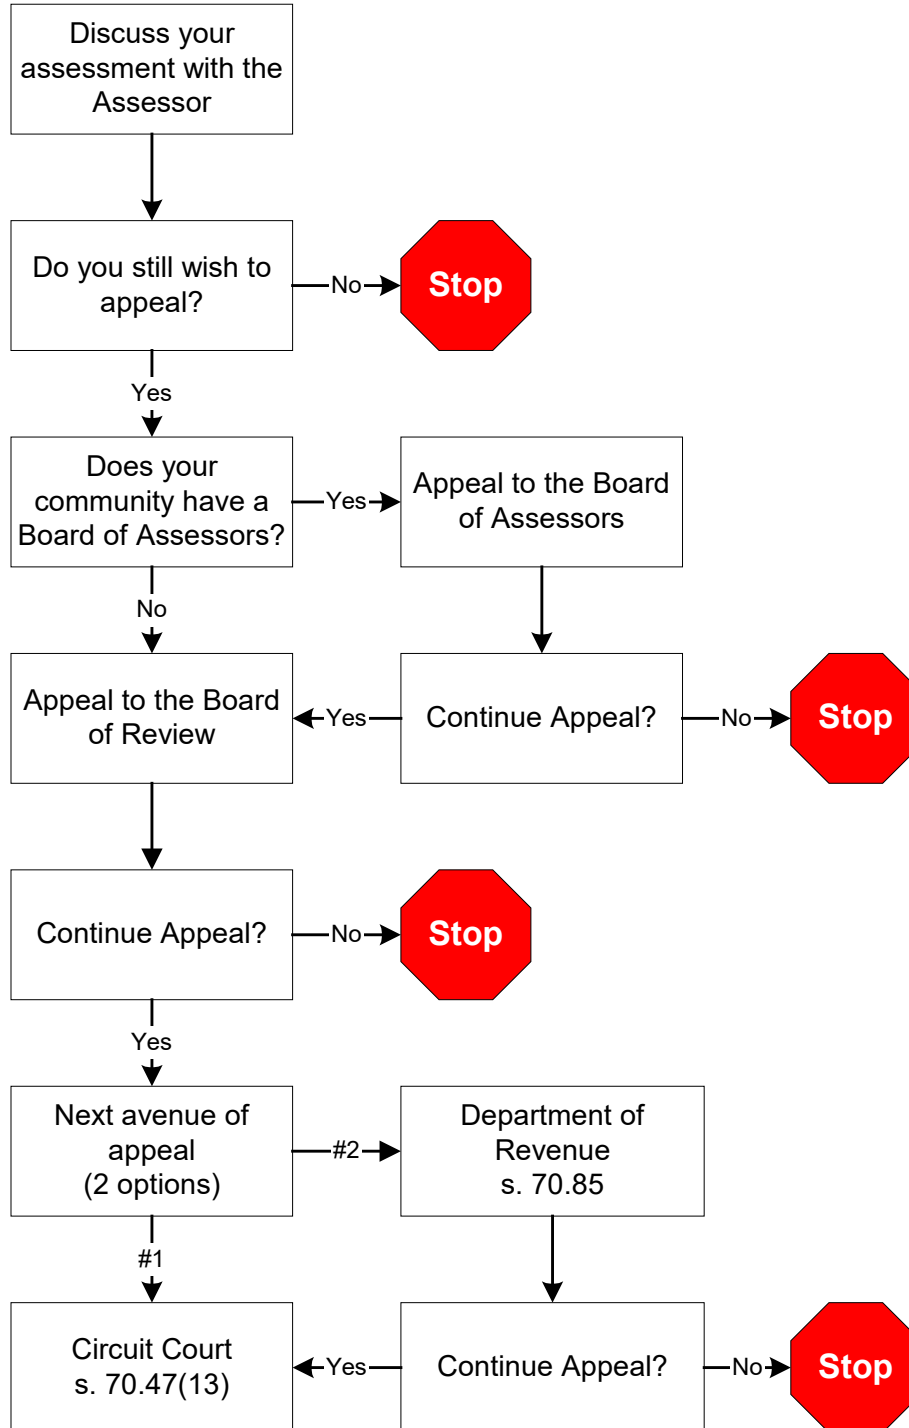 Discuss your
assessment with the
Assessor
Do you still wish to
appeal?
No
Stop
Yes
Does your
community have a
Board of Assessors?
Yes
Appeal to the Board
of Assessors
No
Appeal to the Board
of Review
Yes
Continue Appeal?
No
Stop
Continue Appeal?
No
Stop
Yes
Next avenue of
appeal
(2 options)
#2
Department of
Revenue
s. 70.85
#1
Circuit Court
s. 70.47(13)
Yes
Continue Appeal?
No
Stop